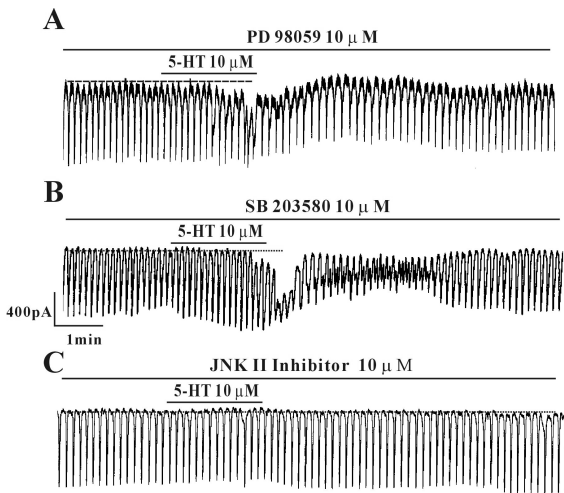 A
PD 98059 10 μ M
5-HT 10 μM
B
SB 203580 10 μ M
5-HT 10 μM
400pA
1min
C
JNK II Inhibitor 10 μ M
5-HT 10 μM